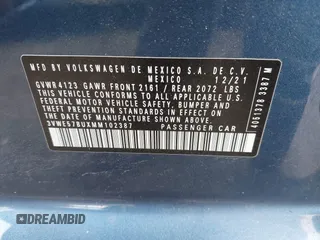 MFD BY VOLKSWAGEN DE MEXICO S.A. DE C.V.
MEXICO 12/21
GVWR 4123 GAWR FRONT 2161 / REAR 2072 LBS
THIS VEHICLE CONFORMS TO ALL APPLICABLE U.S.
FEDERAL MOTOR VEHICLE SAFETY, BUMPER AND
THEFT PREVENTION STANDARDS IN EFFECT ON THE
DATE OF MANUFACTURE SHOWN ABOVE.
3VWE57BUXMM102387 PASSENGER CAR
4061378 3387 M
DREAMBID